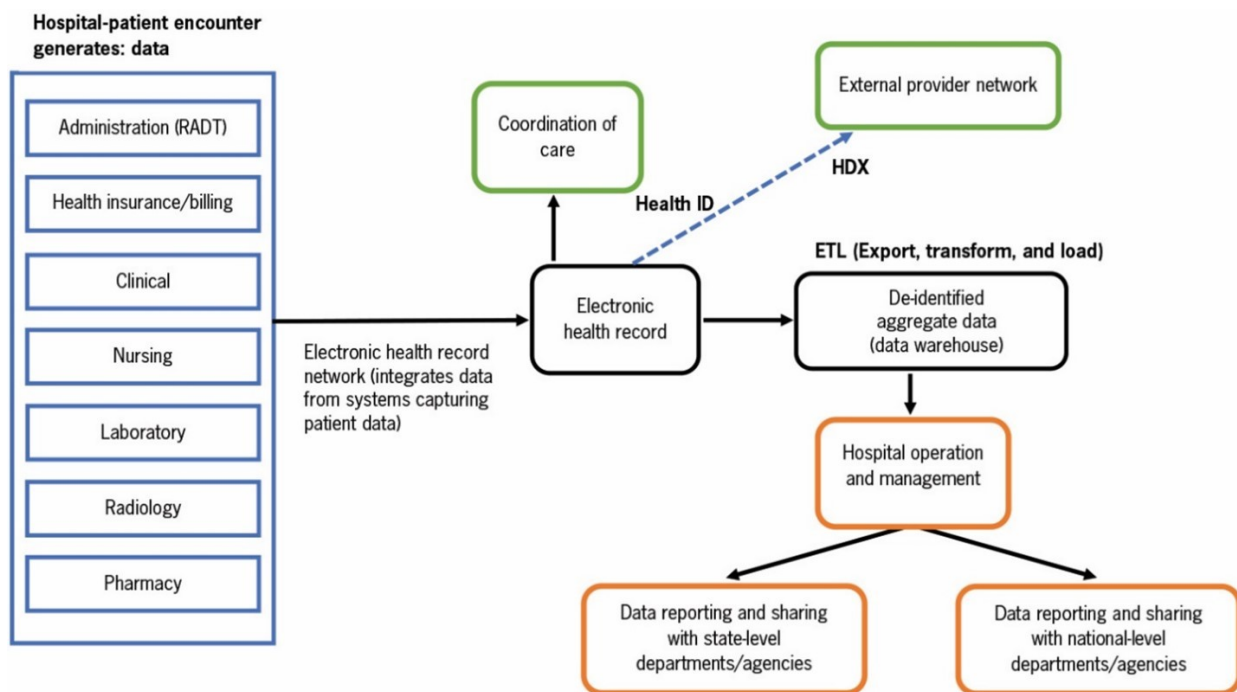 Hospital-patient encounter
generates: data
Administration (RADT)
Health insurance/billing
Clinical
Nursing
Laboratory
Radiology
Pharmacy
Electronic health record
network (integrates data
from systems capturing
patient data)
Coordination of
care
External provider network
Health ID
HDX
Electronic
health record
ETL (Export, transform, and load)
De-identified
aggregate data
(data warehouse)
Hospital operation
and management
Data reporting and sharing
with state-level
departments/agencies
Data reporting and sharing
with national-level
departments/agencies